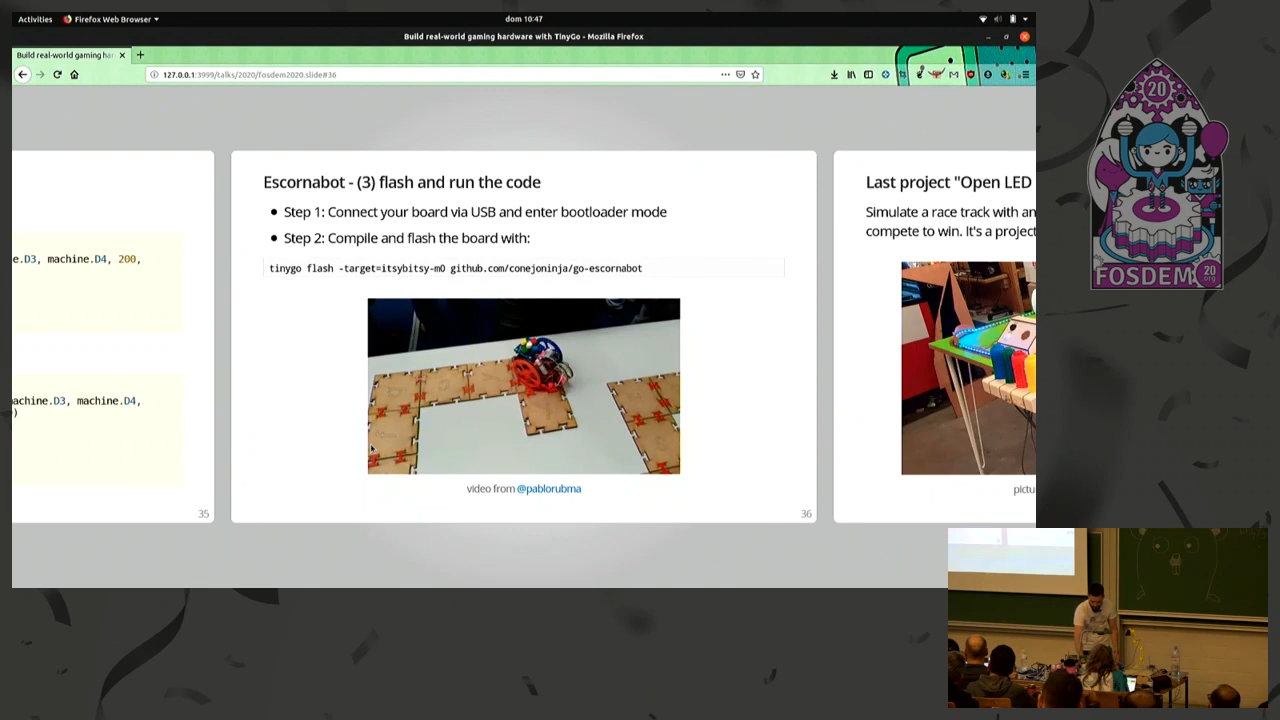 Activities
Firefox Web Browser
dom 10:47
Build real-world gaming hardware with TinyGo - Mozilla Firefox
Build real-world gaming ha
127.0.0.1:3999/talks/2020/fosdem2020.slide#36
e.D3, machine.D4, 200,
achine.D3, machine.D4,
)
35
Escornabot - (3) flash and run the code
• Step 1: Connect your board via USB and enter bootloader mode
• Step 2: Compile and flash the board with:
tinygo flash -target=itsybitsy-m0 github.com/conejoninja/go-escornabot
video from @pablorubma
36
Last project "Open LED
Simulate a race track with an
compete to win. It's a project
pictu
20
FOSDEM
20
.org